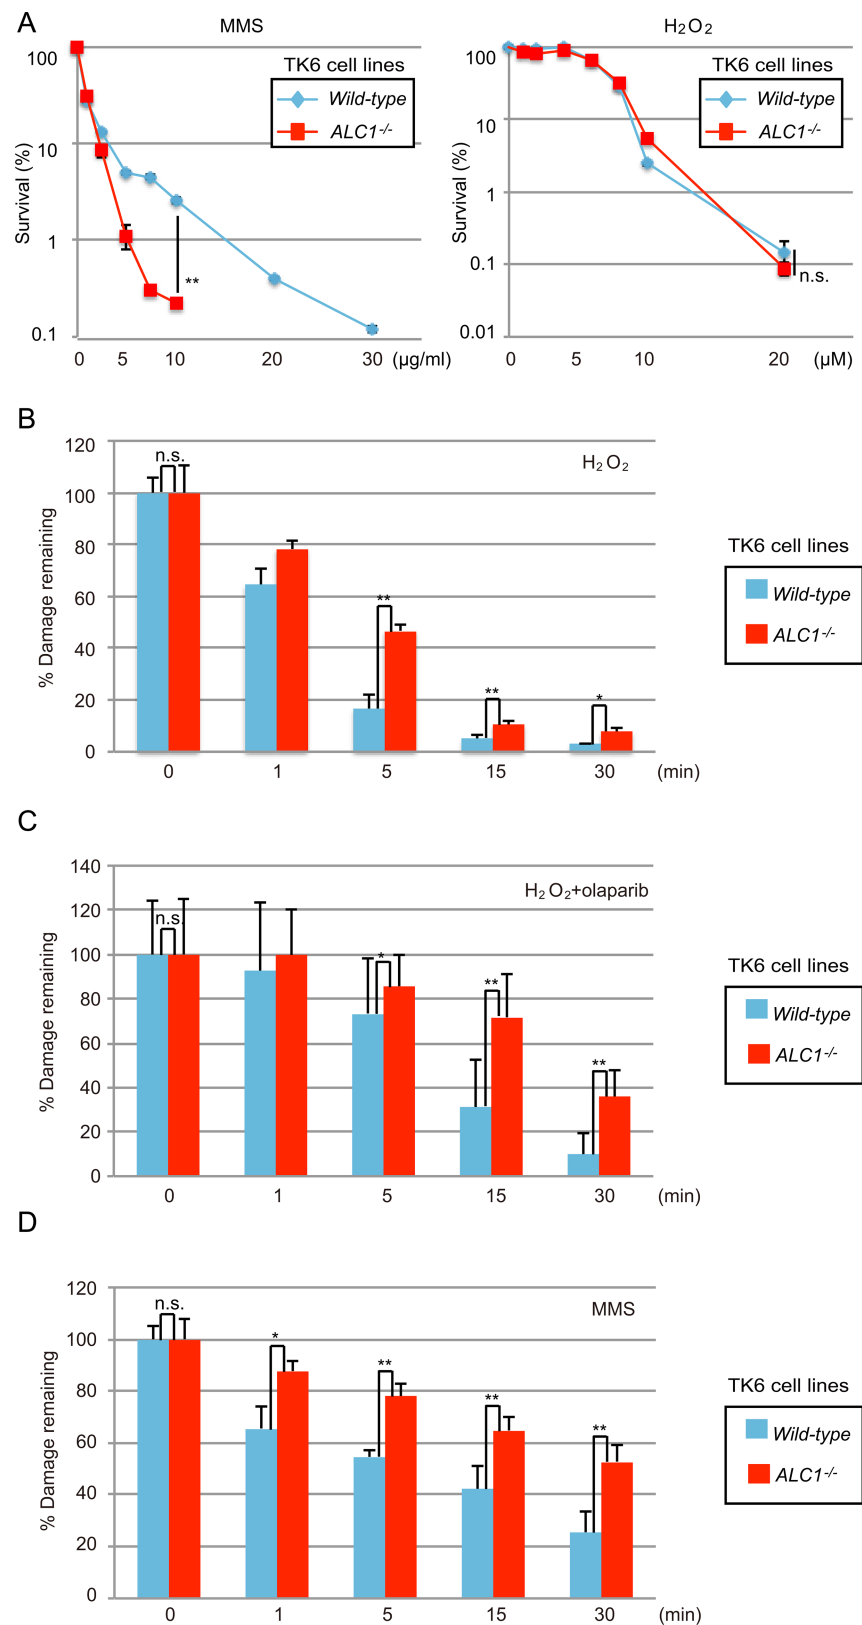 A
MMS
TK6 cell lines
Wild-type
ALC1-/-
Survival (%)
100
10
1
0.1
**
0 5 10 20 30 (μg/ml)
H2O2
TK6 cell lines
Wild-type
ALC1-/-
Survival (%)
100
10
1
0.1
0.01
n.s.
0 5 10 20 (μM)
B
H2O2
% Damage remaining
120
100
80
60
40
20
0
n.s.
**
**
*
0 1 5 15 30 (min)
TK6 cell lines
Wild-type
ALC1-/-
C
H2O2+olaparib
% Damage remaining
140
120
100
80
60
40
20
0
n.s.
*
**
**
0 1 5 15 30 (min)
TK6 cell lines
Wild-type
ALC1-/-
D
MMS
% Damage remaining
120
100
80
60
40
20
0
n.s.
*
**
**
**
0 1 5 15 30 (min)
TK6 cell lines
Wild-type
ALC1-/-